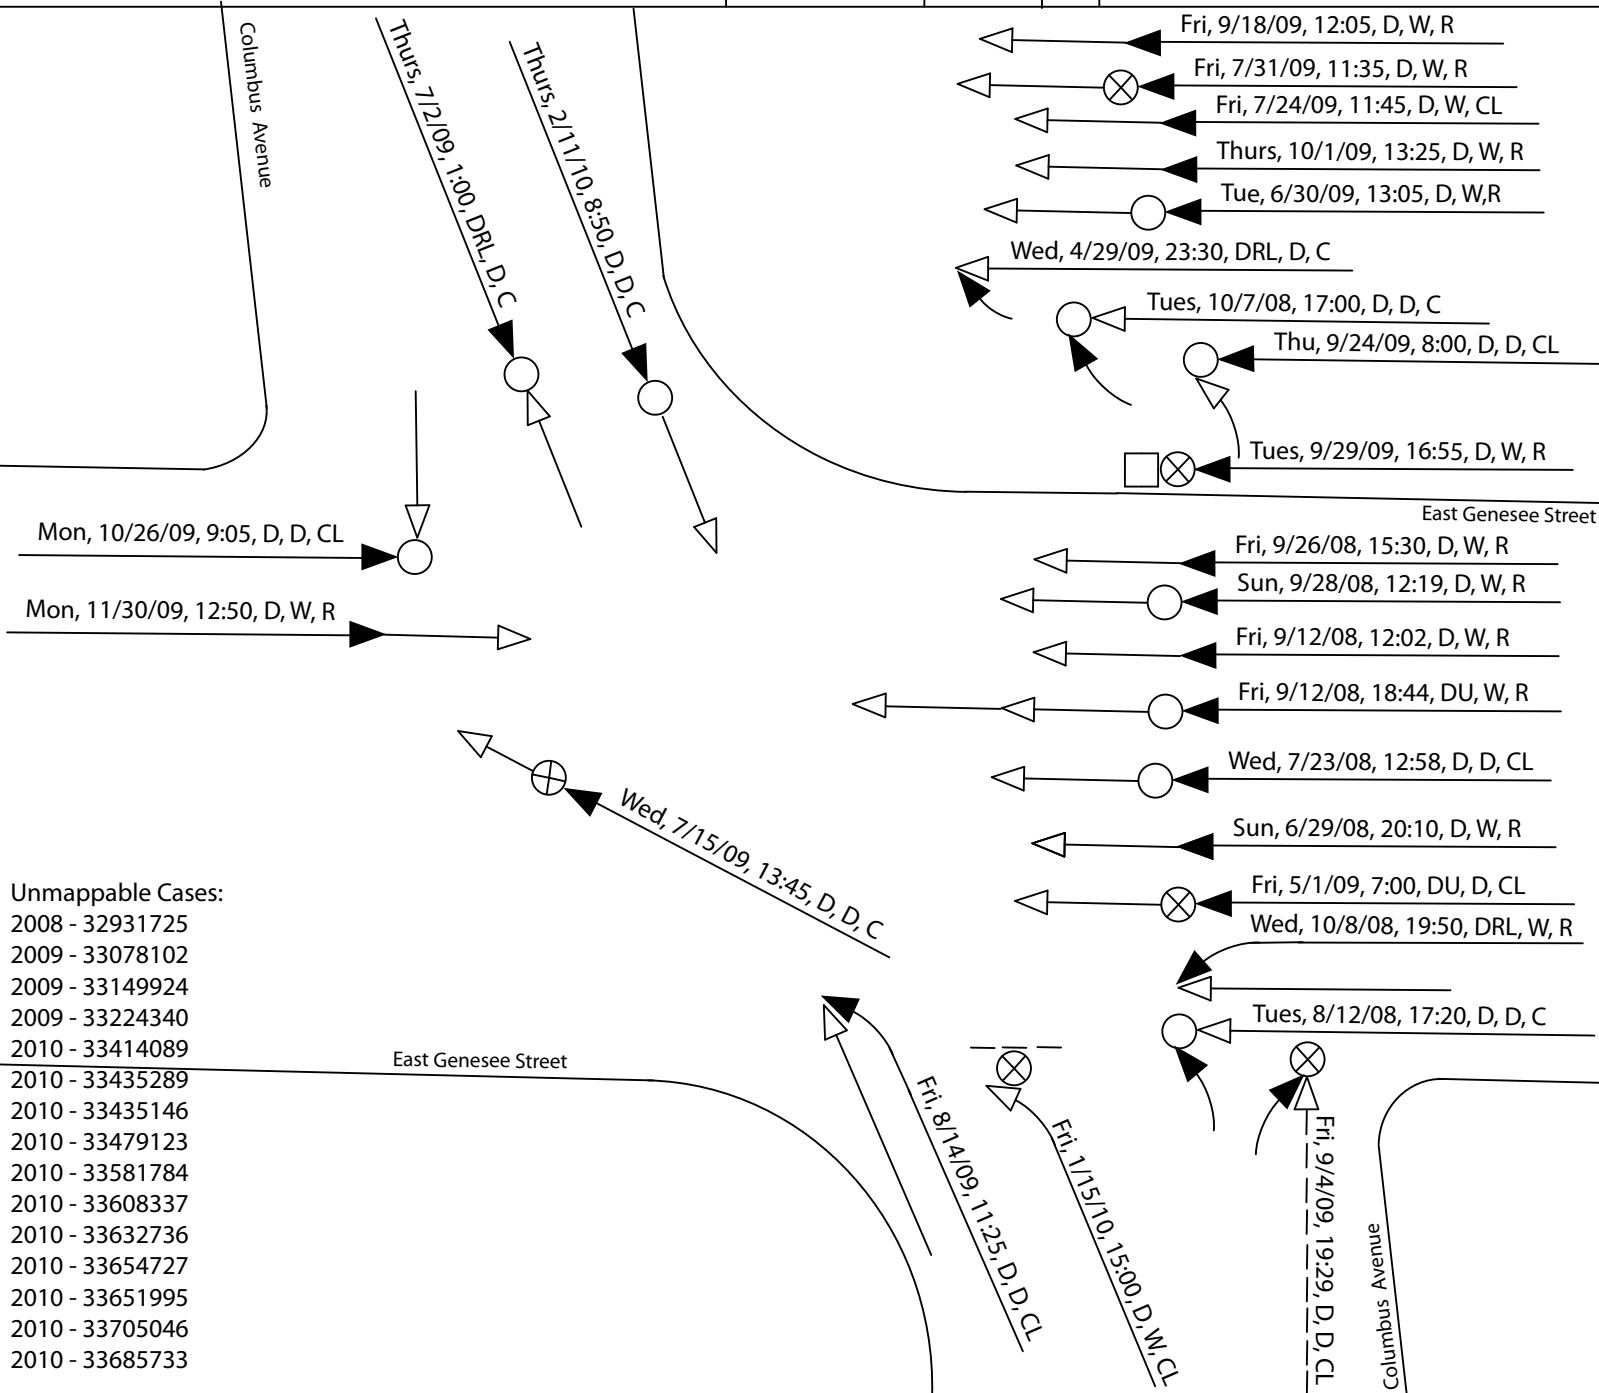 Columbus Avenue
Thurs, 7/2/09, 1:00, DRL, D, C
Thurs, 2/11/10, 8:50, D, D, C
Fri, 9/18/09, 12:05, D, W, R
Fri, 7/31/09, 11:35, D, W, R
Fri, 7/24/09, 11:45, D, W, CL
Thurs, 10/1/09, 13:25, D, W, R
Tue, 6/30/09, 13:05, D, W,R
Wed, 4/29/09, 23:30, DRL, D, C
Tues, 10/7/08, 17:00, D, D, C
Thu, 9/24/09, 8:00, D, D, CL
Tues, 9/29/09, 16:55, D, W, R
East Genesee Street
Mon, 10/26/09, 9:05, D, D, CL
Mon, 11/30/09, 12:50, D, W, R
Fri, 9/26/08, 15:30, D, W, R
Sun, 9/28/08, 12:19, D, W, R
Fri, 9/12/08, 12:02, D, W, R
Fri, 9/12/08, 18:44, DU, W, R
Wed, 7/23/08, 12:58, D, D, CL
Sun, 6/29/08, 20:10, D, W, R
Fri, 5/1/09, 7:00, DU, D, CL
Wed, 10/8/08, 19:50, DRL, W, R
Tues, 8/12/08, 17:20, D, D, C
Wed, 7/15/09, 13:45, D, D, C
Unmappable Cases:
2008 - 32931725
2009 - 33078102
2009 - 33149924
2009 - 33224340
2010 - 33414089
2010 - 33435289
2010 - 33435146
2010 - 33479123
2010 - 33581784
2010 - 33608337
2010 - 33632736
2010 - 33654727
2010 - 33651995
2010 - 33705046
2010 - 33685733
East Genesee Street
Fri, 8/14/09, 11:25, D, D, CL
Fri, 1/15/10, 15:00, D, W, CL
Fri, 9/4/09, 19:29, D, D, CL
Columbus Avenue